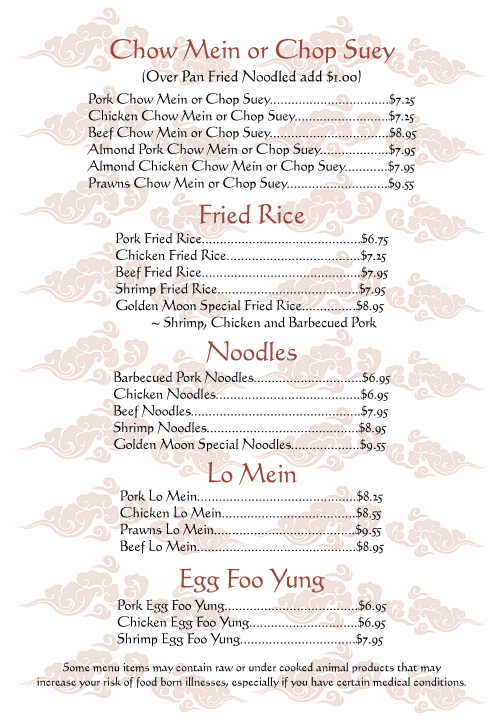 Chow Mein or Chop Suey
(Over Pan Fried Noodled add $1.00)
Pork Chow Mein or Chop Suey.................................$7.25
Chicken Chow Mein or Chop Suey..........................$7.25
Beef Chow Mein or Chop Suey.................................$8.95
Almond Pork Chow Mein or Chop Suey...................$7.95
Almond Chicken Chow Mein or Chop Suey............$7.95
Prawns Chow Mein or Chop Suey............................$9.55
Fried Rice
Pork Fried Rice............................................$6.75
Chicken Fried Rice.....................................$7.25
Beef Fried Rice............................................$7.95
Shrimp Fried Rice.......................................$7.95
Golden Moon Special Fried Rice...............$8.95
~ Shrimp, Chicken and Barbecued Pork
Noodles
Barbecued Pork Noodles..............................$6.95
Chicken Noodles........................................$6.95
Beef Noodles...............................................$7.95
Shrimp Noodles..........................................$8.95
Golden Moon Special Noodles...................$9.55
Lo Mein
Pork Lo Mein............................................$8.25
Chicken Lo Mein.....................................$8.55
Prawns Lo Mein.......................................$9.55
Beef Lo Mein............................................$8.95
Egg Foo Yung
Pork Egg Foo Yung.....................................$6.95
Chicken Egg Foo Yung..............................$6.95
Shrimp Egg Foo Yung................................$7.95
Some menu items may contain raw or under cooked animal products that may
increase your risk of food born illnesses, especially if you have certain medical conditions.